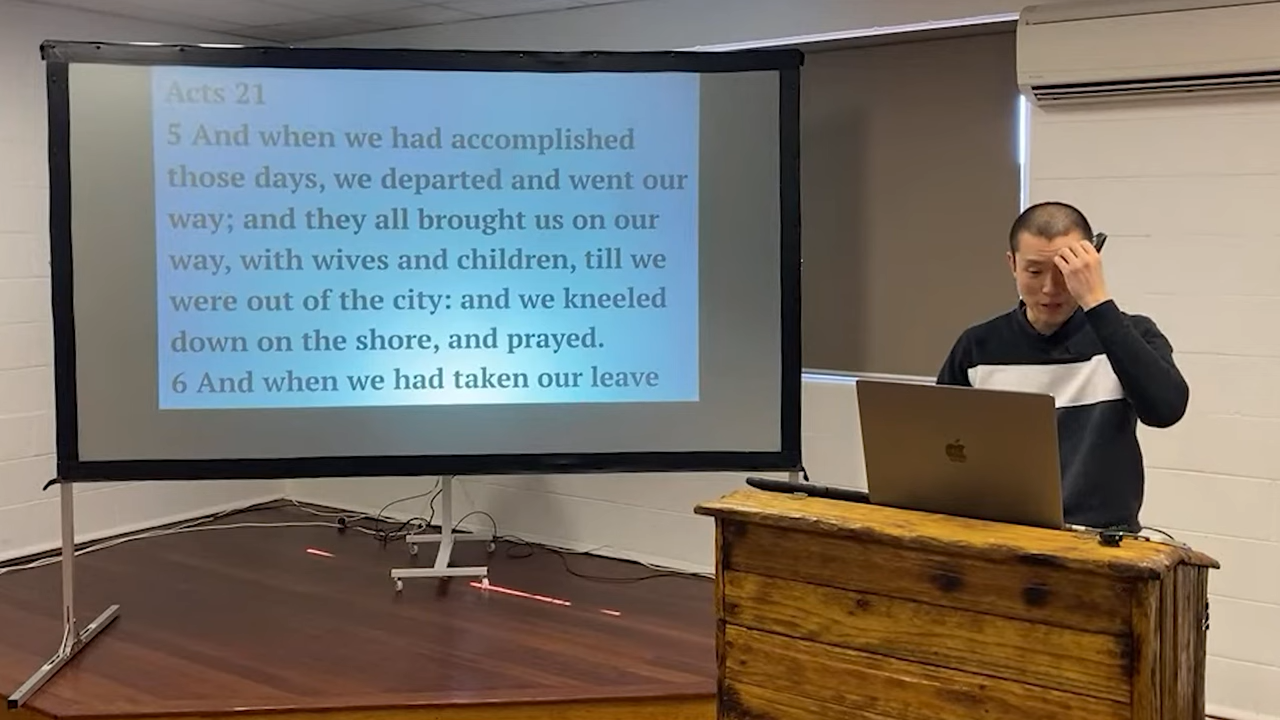 Acts 21
5 And when we had accomplished
those days, we departed and went our
way; and they all brought us on our
way, with wives and children, till we
were out of the city: and we kneeled
down on the shore, and prayed.
6 And when we had taken our leave